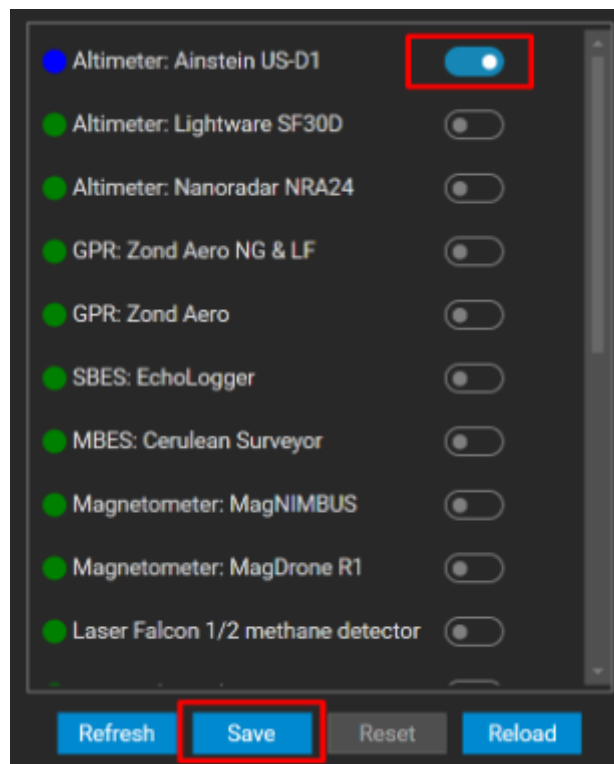 Altimeter: Ainstein US-D1
Altimeter: Lightware SF30D
Altimeter: Nanoradar NRA24
GPR: Zond Aero NG & LF
GPR: Zond Aero
SBES: EchoLogger
MBES: Cerulean Surveyor
Magnetometer: MagNIMBUS
Magnetometer: MagDrone R1
Laser Falcon 1/2 methane detector
Refresh Save Reset Reload